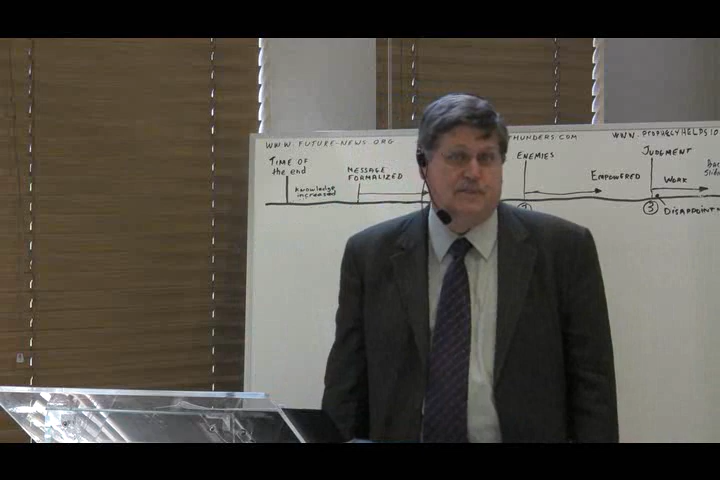 WWW. FUTURE-NEWS.ORG
THUNDERS.COM
WWW. PROPHECYHELPS
TIME OF
the end
Knowledge
increased
MESSAGE
FORMALIZED
ENEMIES
EMPOWERED
JUDGMENT
WORK
3
DISAPPOINTM